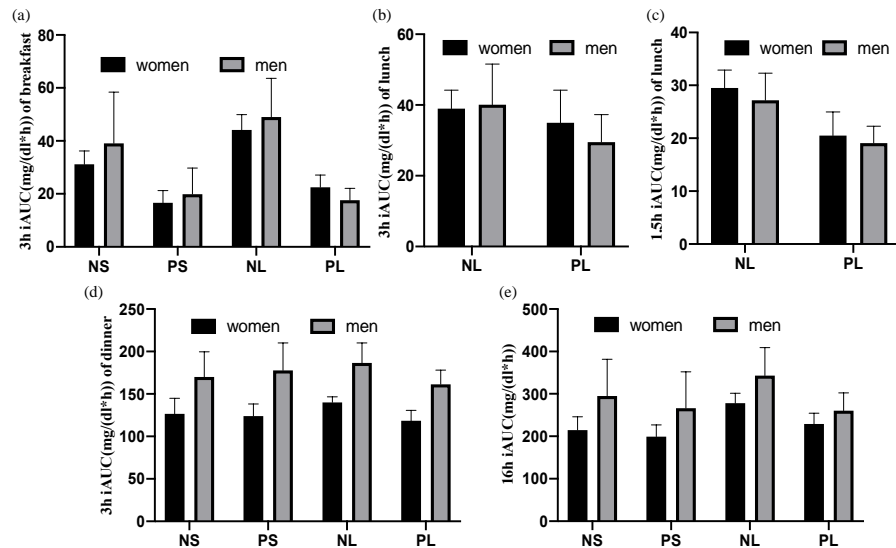 (a)
3h iAUC(mg/(dl*h)) of breakfast
80
60
40
20
0
women
men
NS
PS
NL
PL
(b)
3h iAUC(mg/(dl*h)) of lunch
60
40
20
0
women
men
NL
PL
(c)
1.5h iAUC(mg/(dl*h)) of lunch
40
30
20
10
0
women
men
NL
PL
(d)
3h iAUC(mg/(dl*h)) of dinner
250
200
150
100
50
0
women
men
NS
PS
NL
PL
(e)
16h iAUC(mg/(dl*h))
500
400
300
200
100
0
women
men
NS
PS
NL
PL